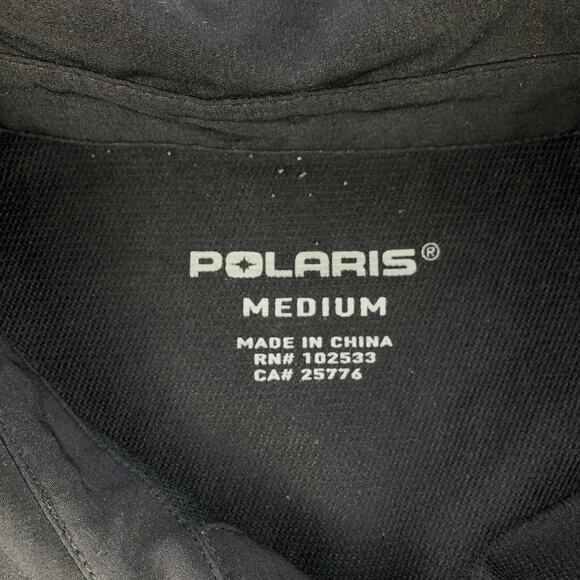 POLARIS®
MEDIUM
MADE IN CHINA
RN# 102533
CA# 25776